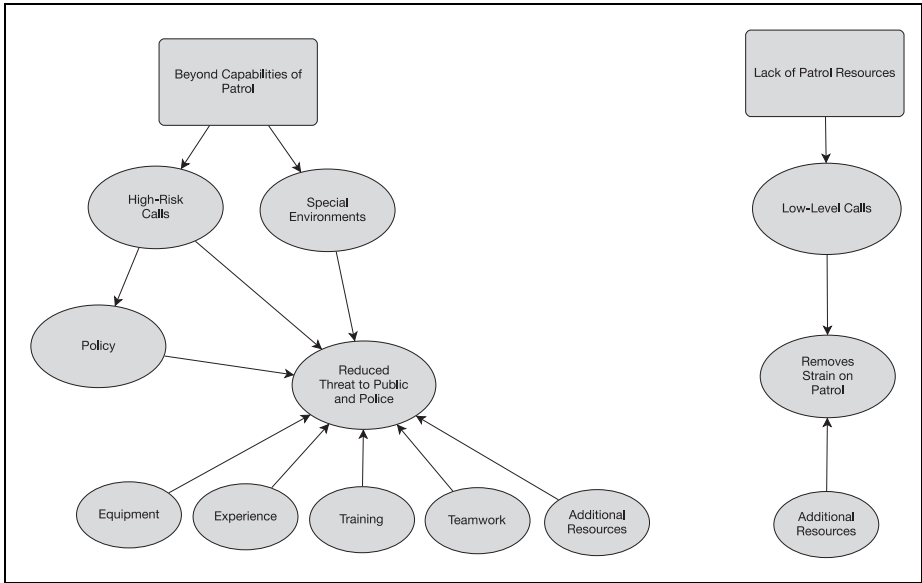 Beyond Capabilities of
Patrol
Lack of Patrol Resources
High-Risk
Calls
Special
Environments
Low-Level Calls
Policy
Reduced
Threat to Public
and Police
Removes
Strain on
Patrol
Equipment
Experience
Training
Teamwork
Additional
Resources
Additional
Resources